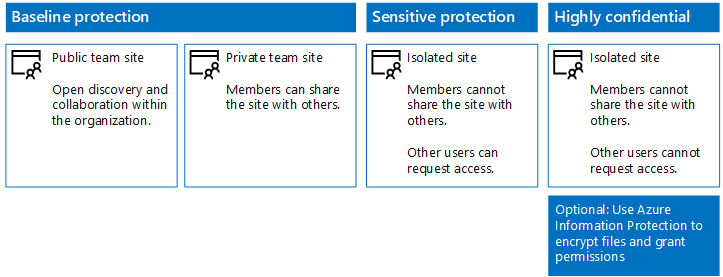 Baseline protection
Public team site
Open discovery and
collaboration within
the organization.
Private team site
Members can share
the site with others.
Sensitive protection
Isolated site
Members cannot
share the site with
others.
Other users can
request access.
Highly confidential
Isolated site
Members cannot
share the site with
others.
Other users cannot
request access.
Optional: Use Azure
Information Protection to
encrypt files and grant
permissions